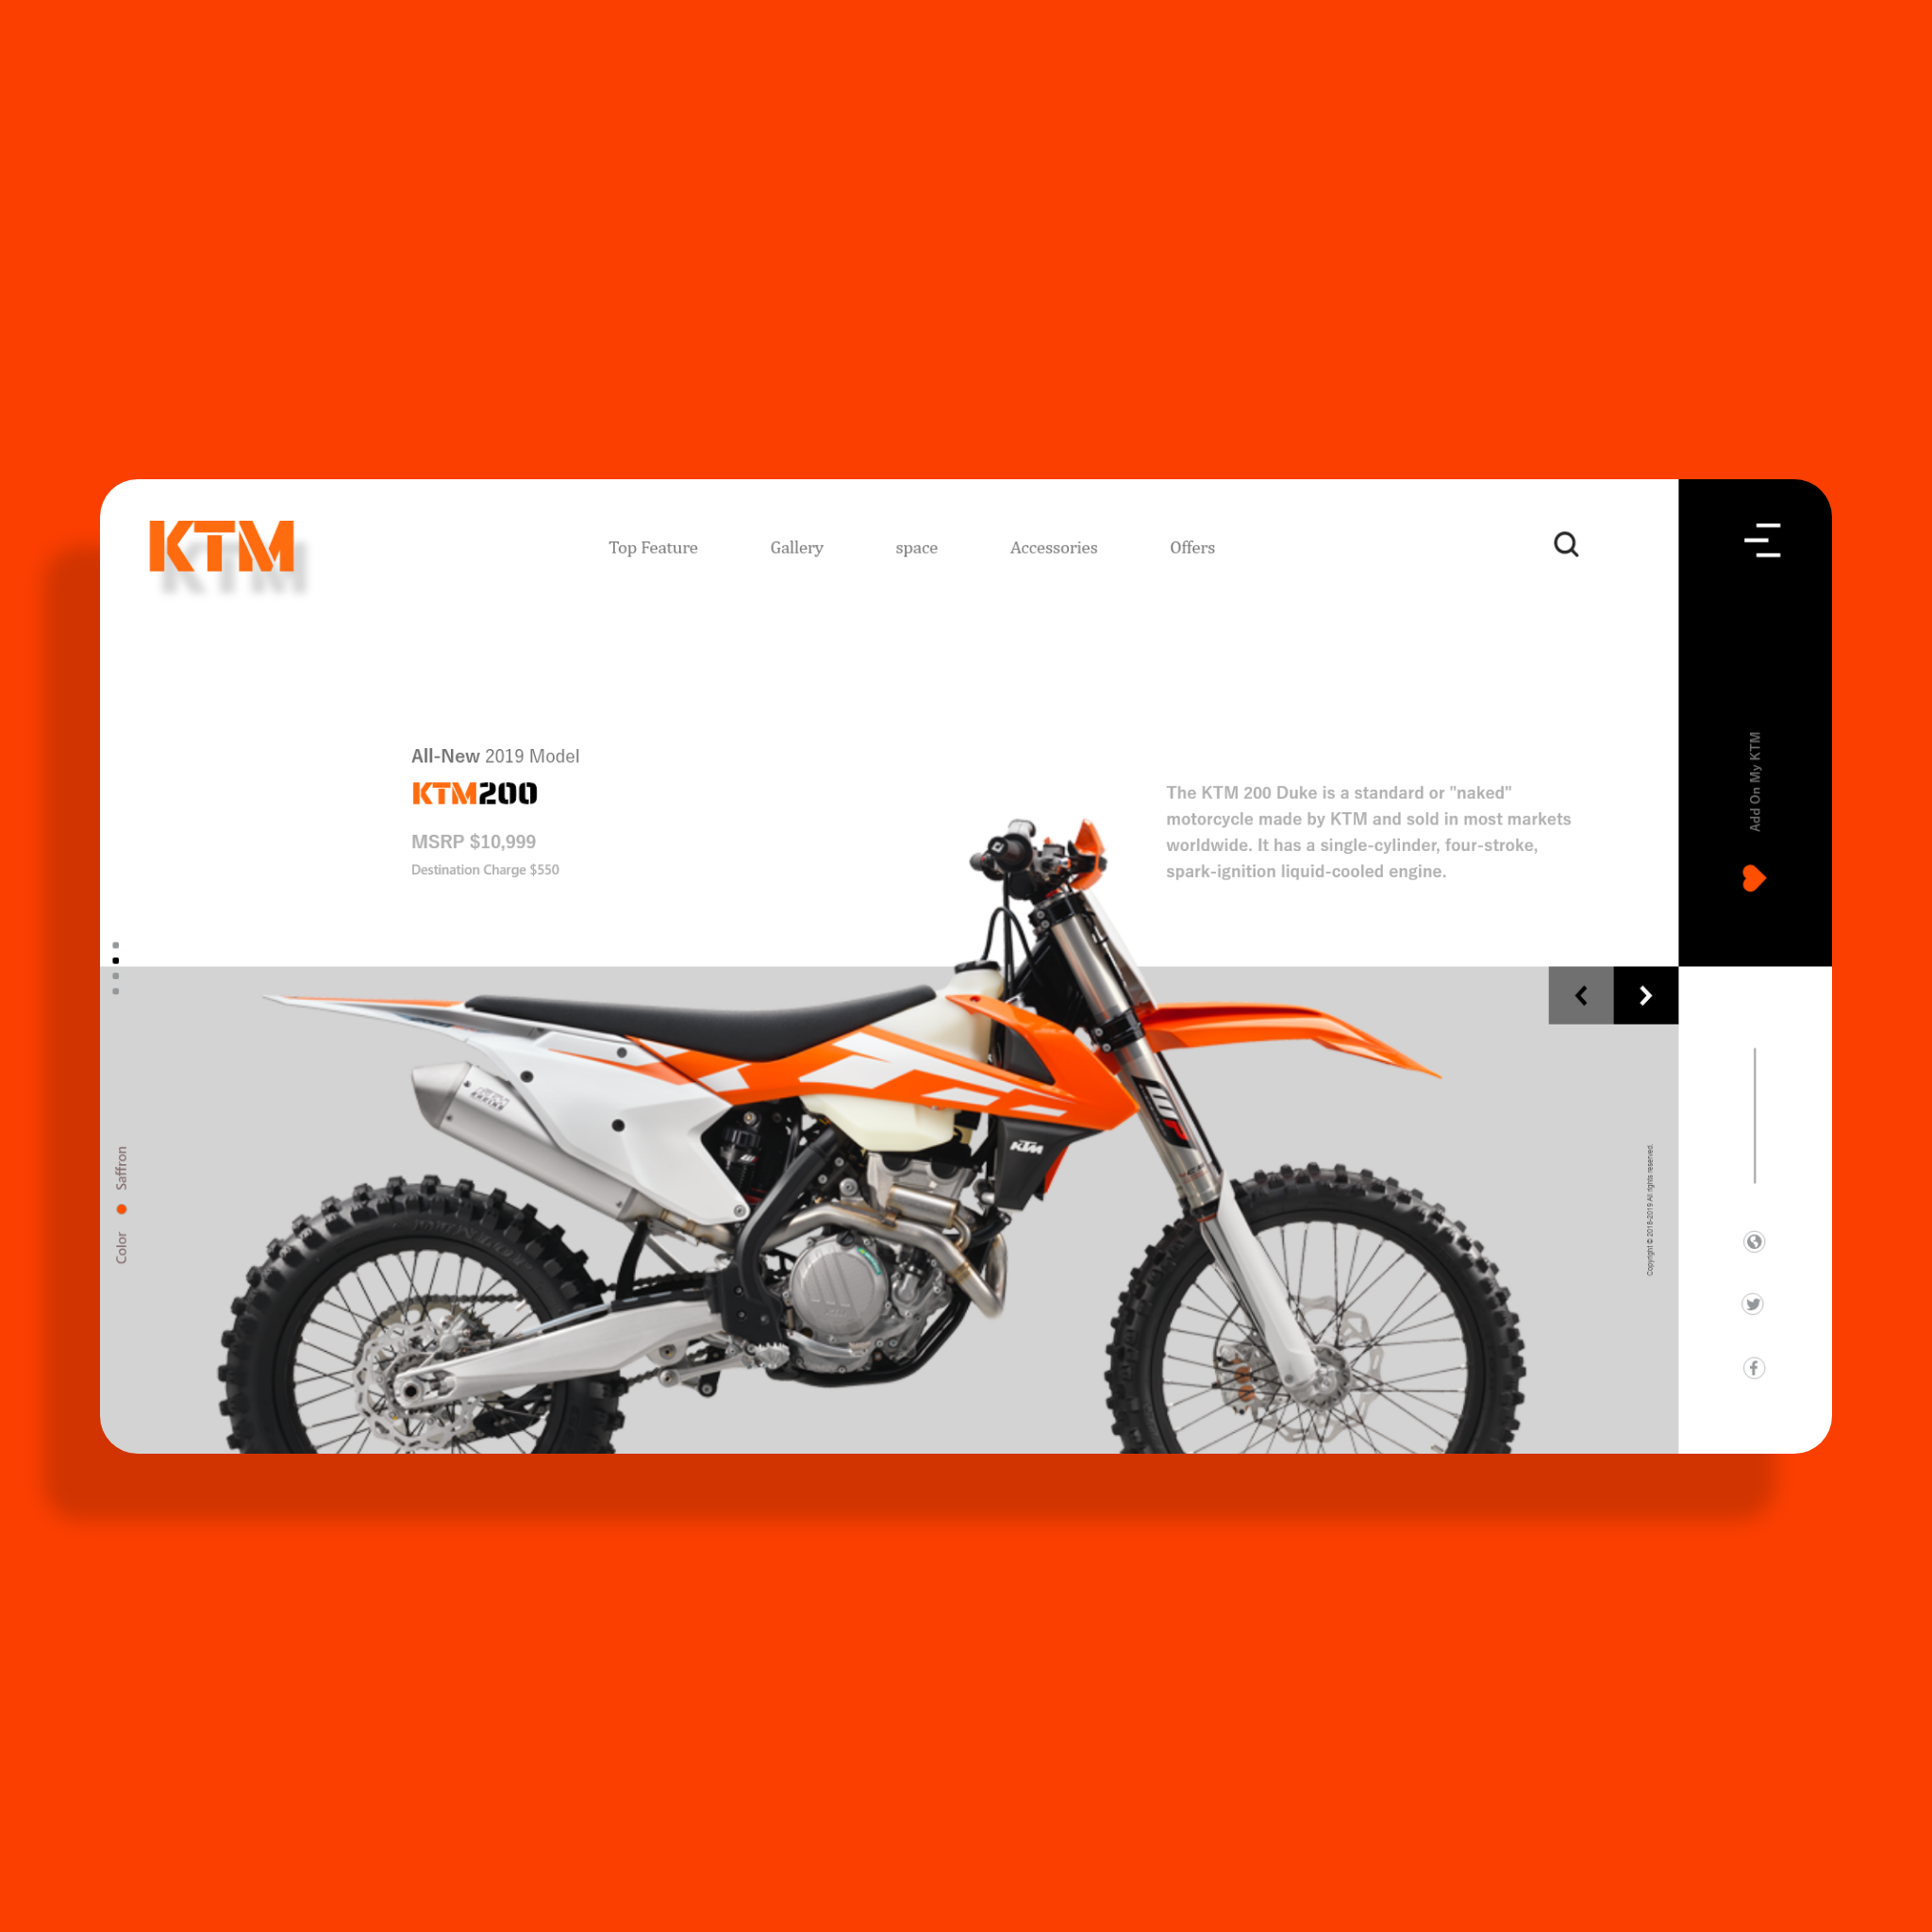 KTM
Top Feature
Gallery
space
Accessories
Offers
All-New 2019 Model
KTM200
MSRP $10,999
Destination Charge $550
The KTM 200 Duke is a standard or "naked"
motorcycle made by KTM and sold in most markets
worldwide. It has a single-cylinder, four-stroke,
spark-ignition liquid-cooled engine.
Add On My KTM
Color
Saffron
KTM
Copyright © 2018-2019 All rights reserved.